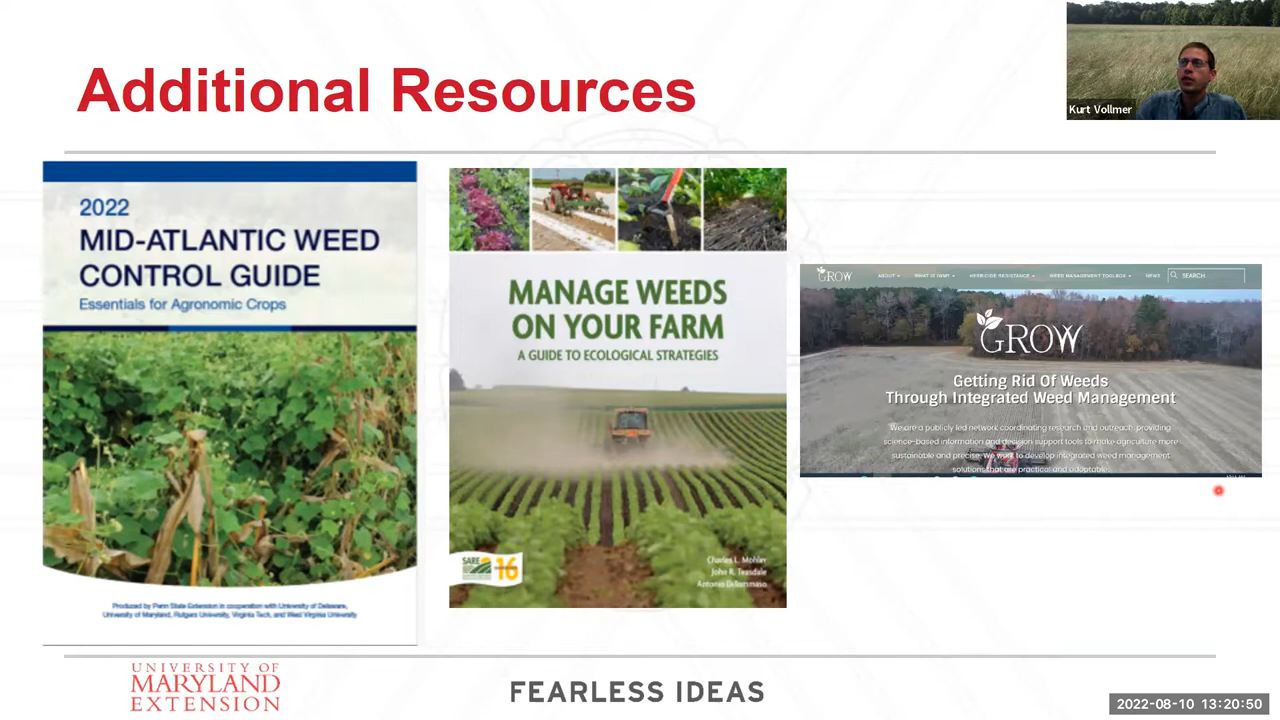 Additional Resources
Kurt Vollmer
2022
MID-ATLANTIC WEED
CONTROL GUIDE
Essentials for Agronomic Crops
Produced by Penn State Extension in cooperation with University of Delaware,
University of Maryland, Rutgers University, Virginia Tech, and West Virginia University
MANAGE WEEDS
ON YOUR FARM
A GUIDE TO ECOLOGICAL STRATEGIES
SARE
16
Charles L. Mohler
John R. Teasdale
Antonio DiTommaso
GROW
ABOUT
WHAT IS IWM?
HERBICIDE RESISTANCE
WEED MANAGEMENT TOOLBOX
NEWS
SEARCH
GROW
Getting Rid Of Weeds
Through Integrated Weed Management
We are a publicly led network coordinating research and outreach, providing
science-based information and decision support tools to make agriculture more
sustainable and precise. We work to develop integrated weed management
solutions that are practical and adaptable.
UNIVERSITY OF
MARYLAND
EXTENSION
FEARLESS IDEAS
2022-08-10 13:20:50